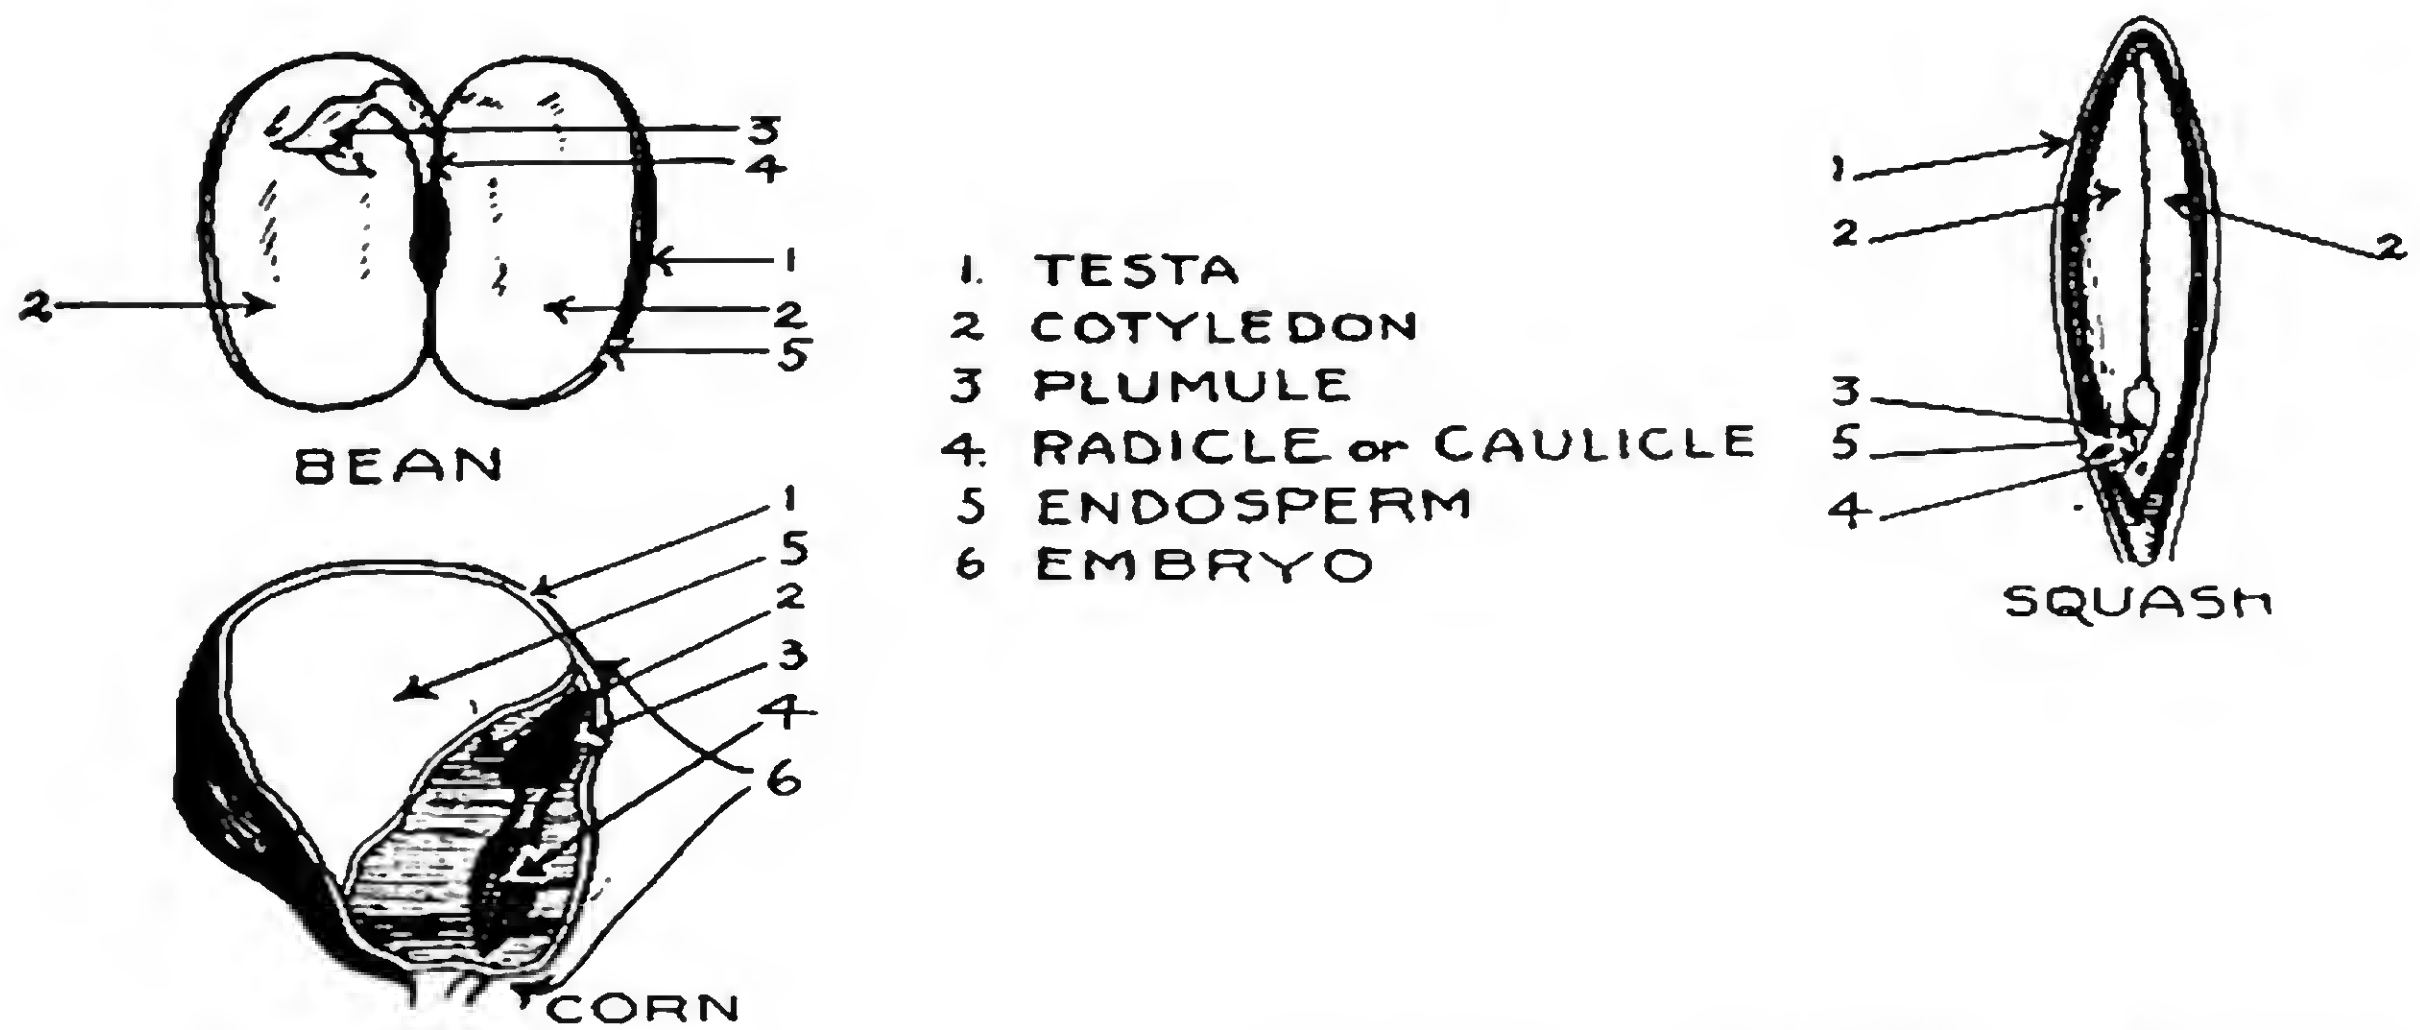 3
4
1
2
2
5
BEAN
1
5
2
3
4
6
CORN
1. TESTA
2 COTYLEDON
3 PLUMULE
4. RADICLE or CAULICLE
5 ENDOSPERM
6 EMBRYO
1
2
2
3
5
4
SQUASH